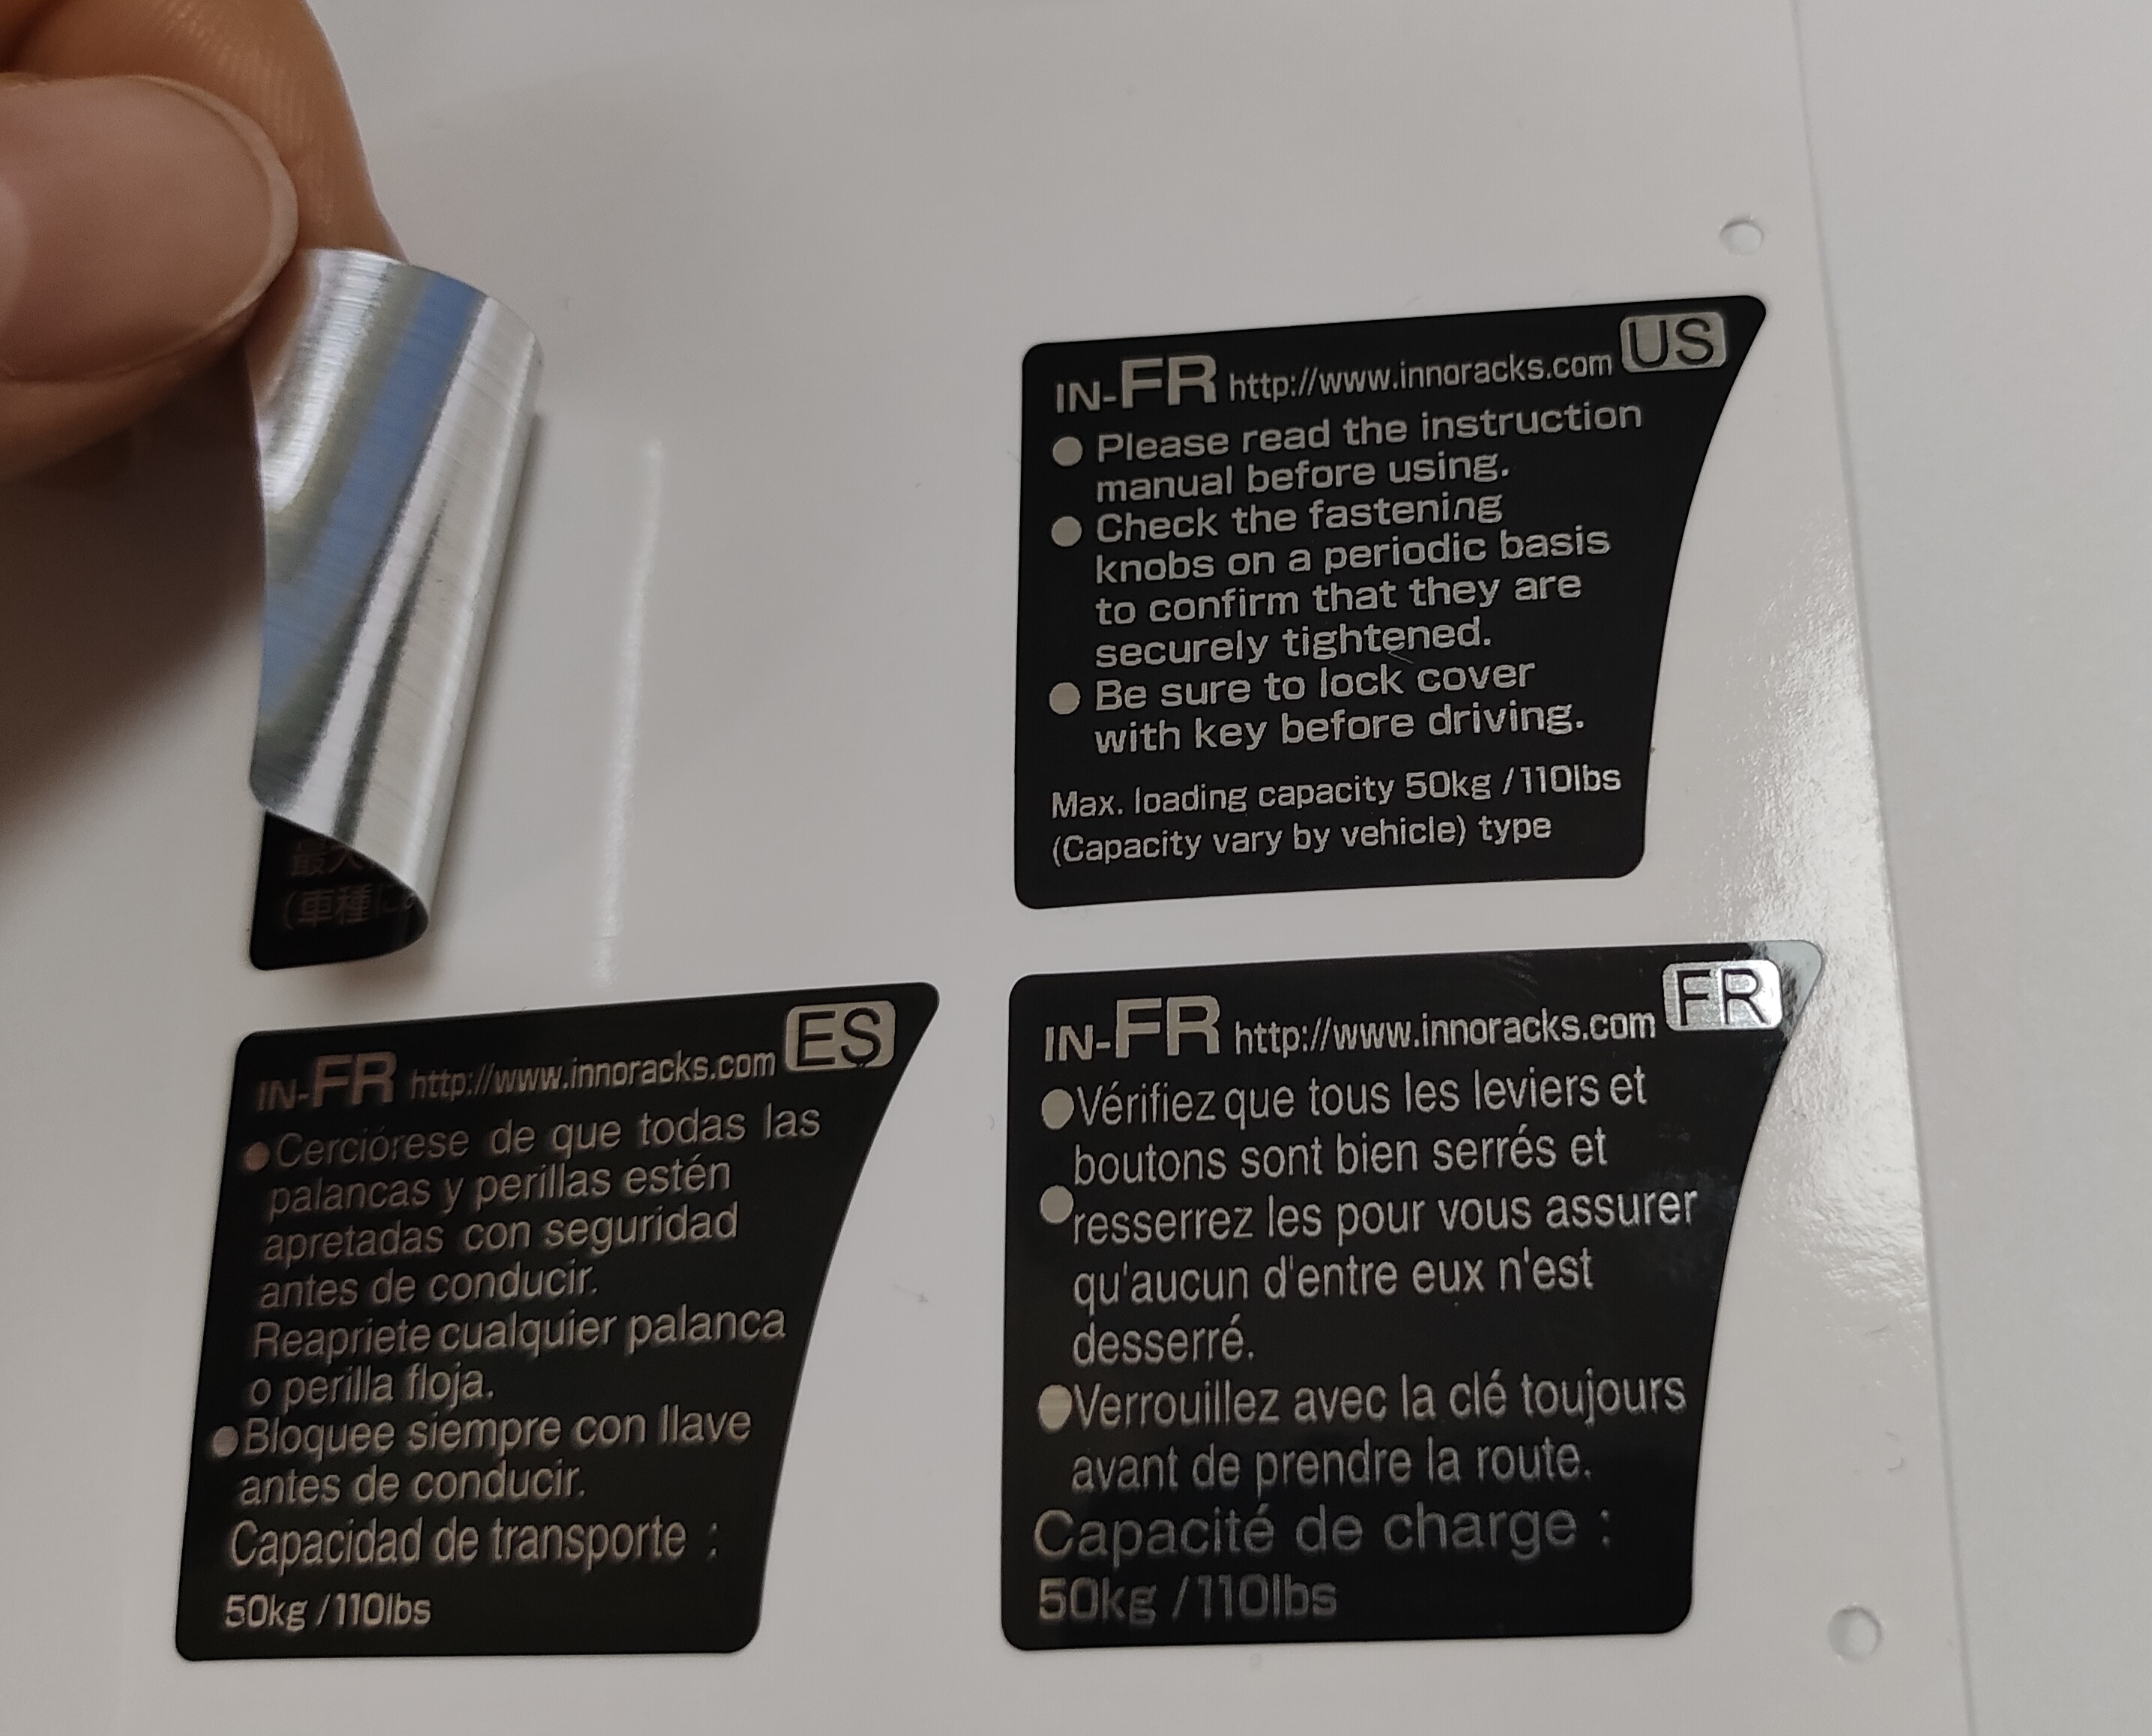 最大
(車種に
IN-FR http://www.innoracks.com US
● Please read the instruction
manual before using.
● Check the fastening
knobs on a periodic basis
to confirm that they are
securely tightened.
● Be sure to lock cover
with key before driving.
Max. loading capacity 50kg /110lbs
(Capacity vary by vehicle) type
IN-FR http://www.innoracks.com ES
●Cerciórese de que todas las
palancas y perillas estén
apretadas con seguridad
antes de conducir.
Reapriete cualquier palanca
o perilla floja.
●Bloquee siempre con llave
antes de conducir.
Capacidad de transporte :
50kg /110lbs
IN-FR http://www.innoracks.com FR
●Vérifiez que tous les leviers et
boutons sont bien serrés et
●resserrez les pour vous assurer
qu'aucun d'entre eux n'est
desserré.
●Verrouillez avec la clé toujours
avant de prendre la route.
Capacité de charge :
50kg /110lbs